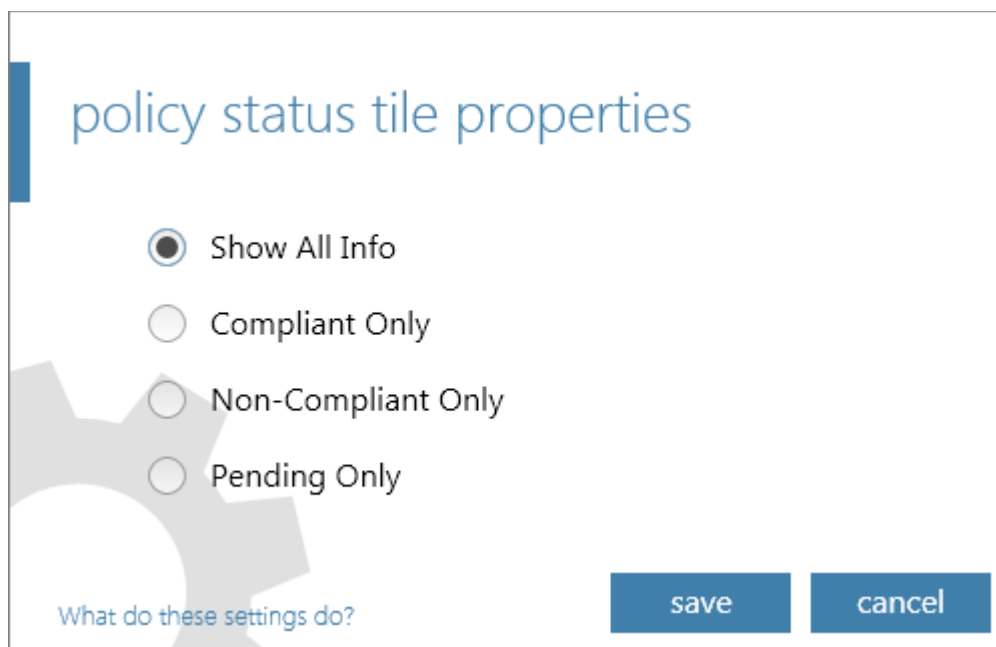 policy status tile properties
Show All Info
Compliant Only
Non-Compliant Only
Pending Only
What do these settings do?
save
cancel